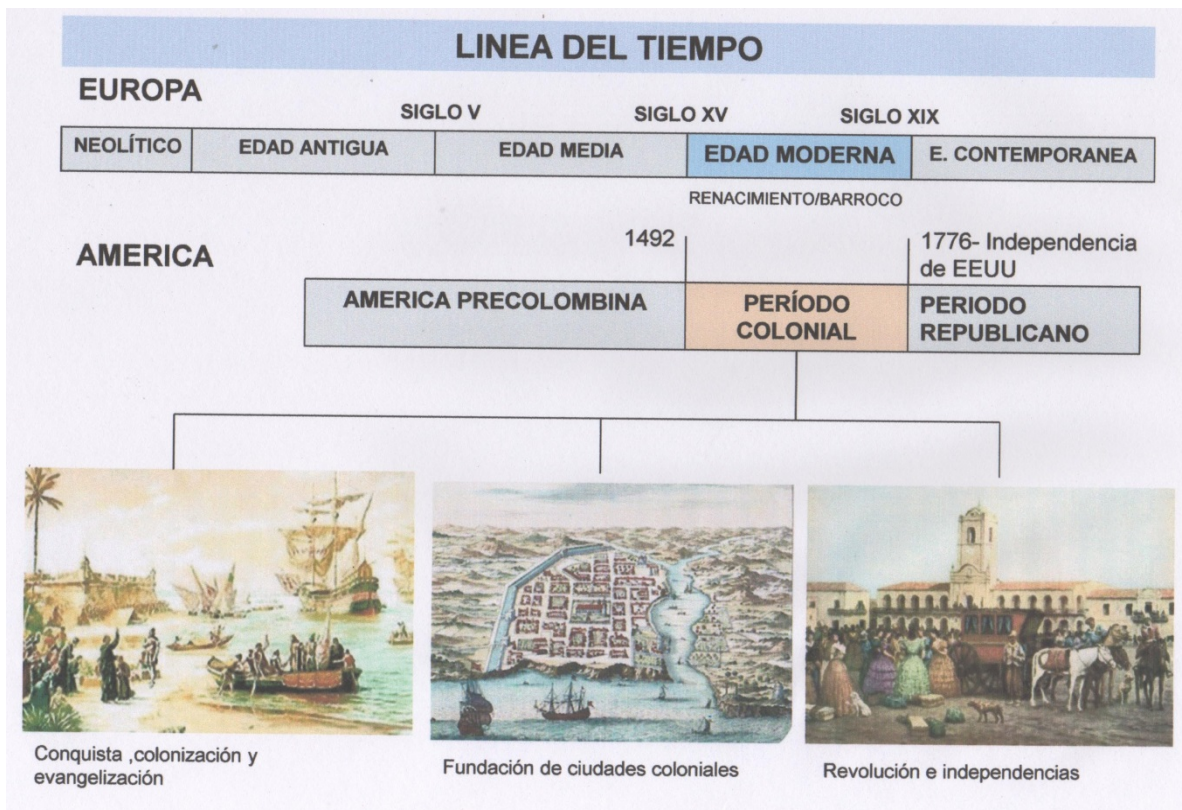 LINEA DEL TIEMPO
EUROPA
SIGLO V
SIGLO XV
SIGLO XIX
NEOLÍTICO
EDAD ANTIGUA
EDAD MEDIA
EDAD MODERNA
E. CONTEMPORANEA
RENACIMIENTO/BARROCO
AMERICA
1492
1776- Independencia
de EEUU
AMERICA PRECOLOMBINA
PERÍODO
COLONIAL
PERIODO
REPUBLICANO
Conquista ,colonización y
evangelización
Fundación de ciudades coloniales
Revolución e independencias